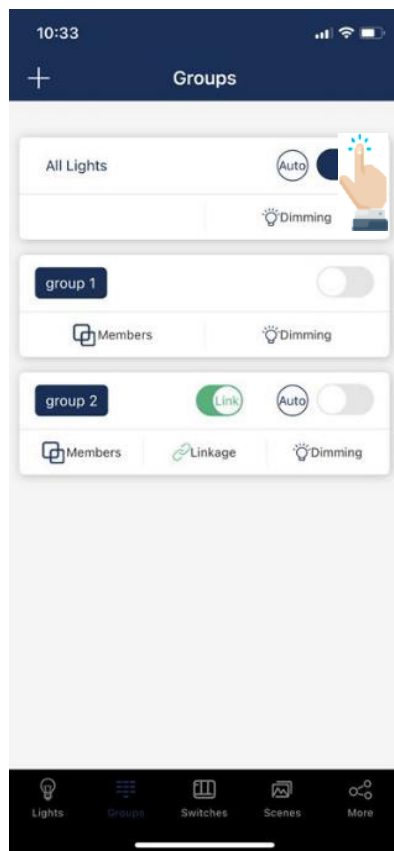 10:33
Groups
All Lights Auto
Dimming
group 1
Members Dimming
group 2 Link Auto
Members Linkage Dimming
Lights Groups Switches Scenes More